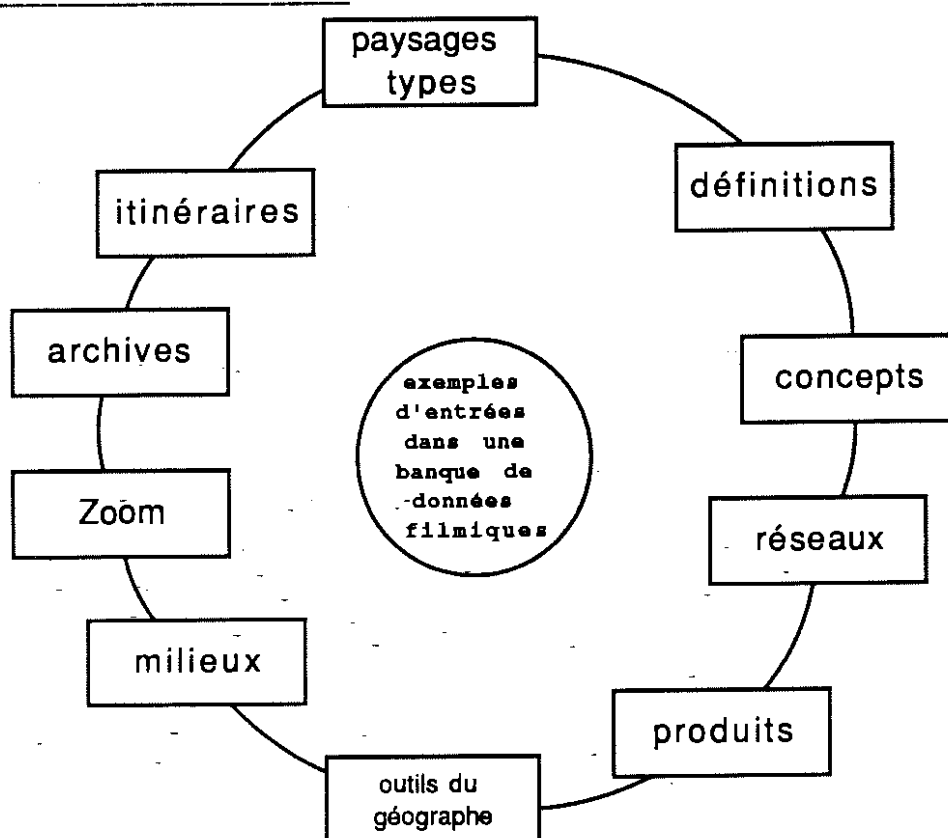 paysages
types
définitions
concepts
réseaux
produits
outils du
géographe
milieux
Zoom
archives
itinéraires
exemples
d'entrées
dans une
banque de
données
filmiques